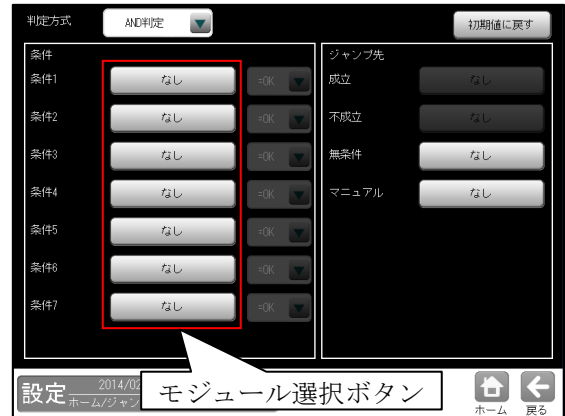 判定方式 AND判定 初期値に戻す
条件 ジャンプ先
条件1 なし =OK 成立 なし
条件2 なし =OK 不成立 なし
条件3 なし =OK 無条件 なし
条件4 なし =OK マニュアル なし
条件5 なし =OK
条件6 なし =OK
条件7 なし =OK
モジュール選択ボタン
設定 2014/02
ホーム/ジャン
ホーム 戻る